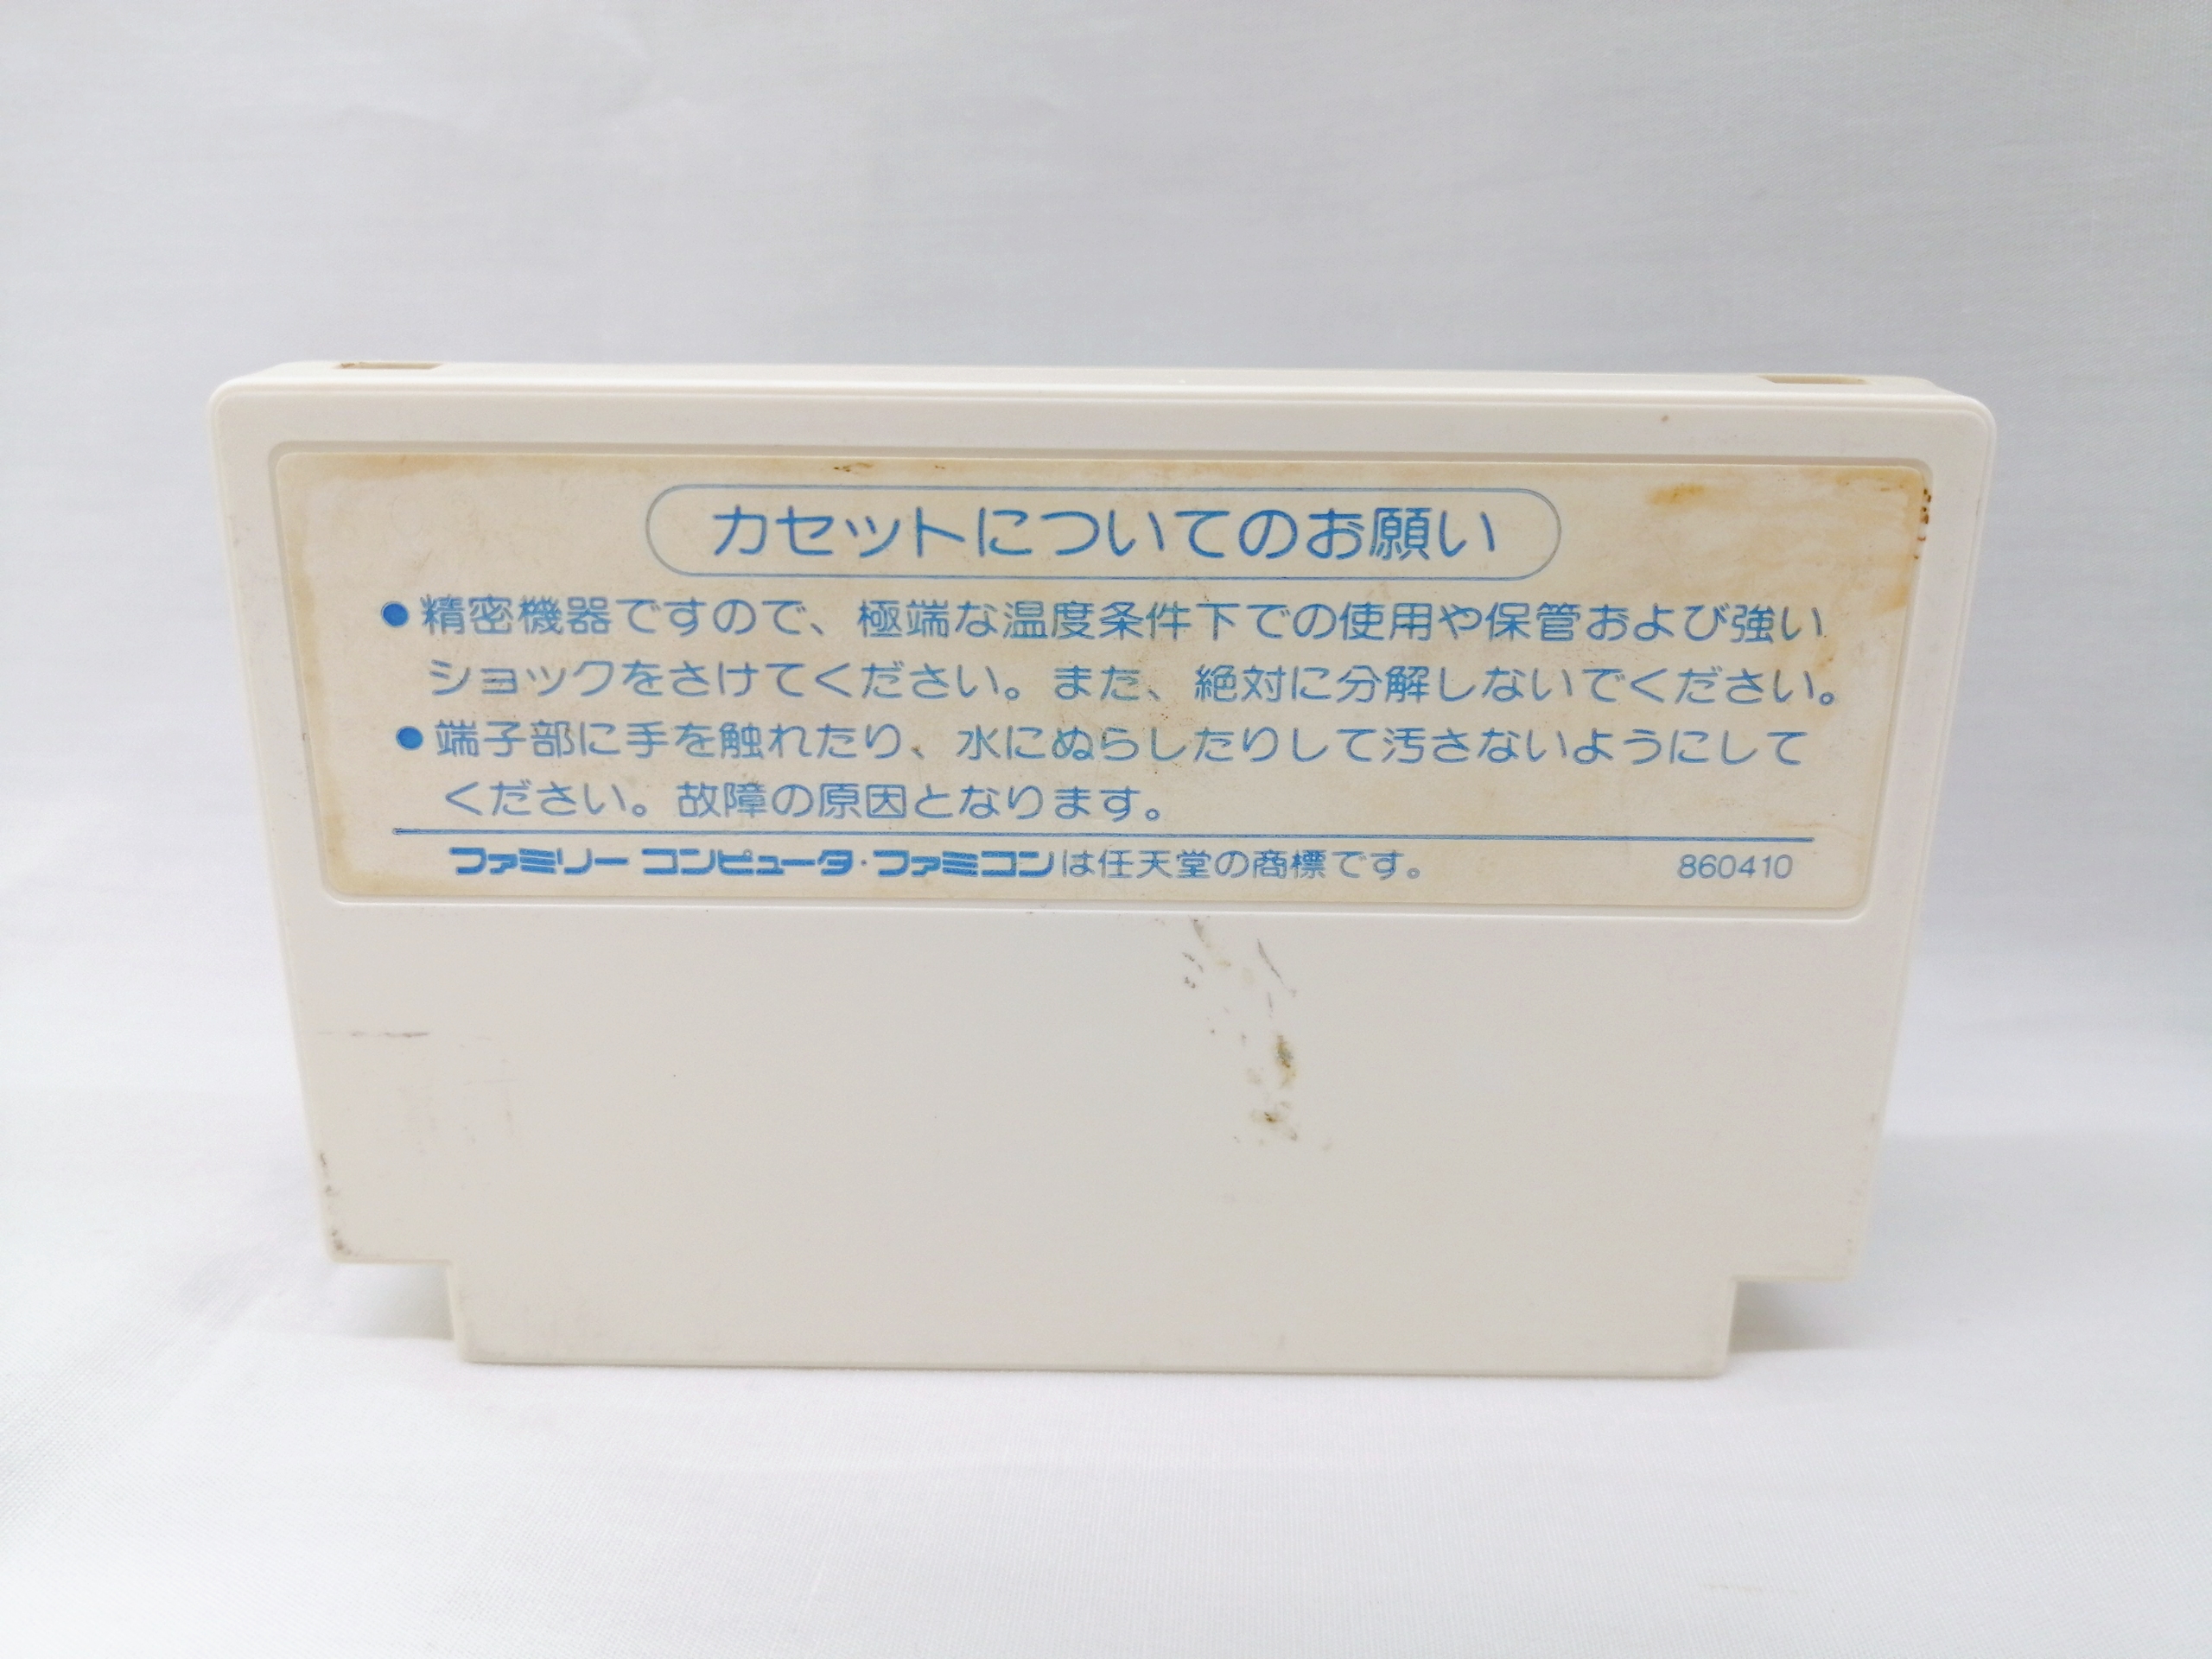 カセットについてのお願い
●精密機器ですので、極端な温度条件下での使用や保管および強い
ショックをさけてください。また、絶対に分解しないでください。
●端子部に手を触れたり、水にぬらしたりして汚さないようにして
ください。故障の原因となります。
ファミリー コンピュータ・ファミコンは任天堂の商標です。 860410